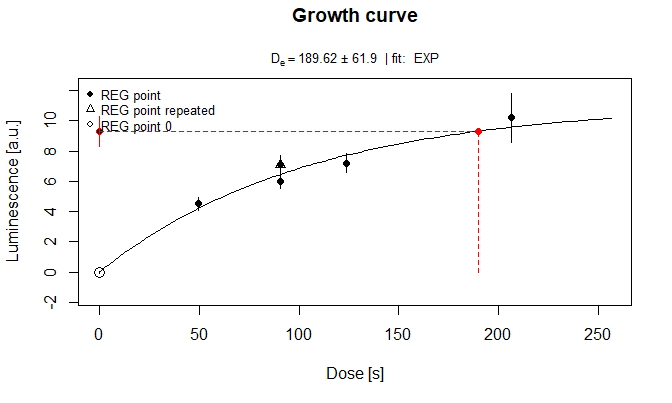 Growth curve
De = 189.62 ± 61.9 | fit: EXP
REG point
REG point repeated
REG point 0
Luminescence [a.u.]
10
8
6
4
2
0
-2
0 50 100 150 200 250
Dose [s]